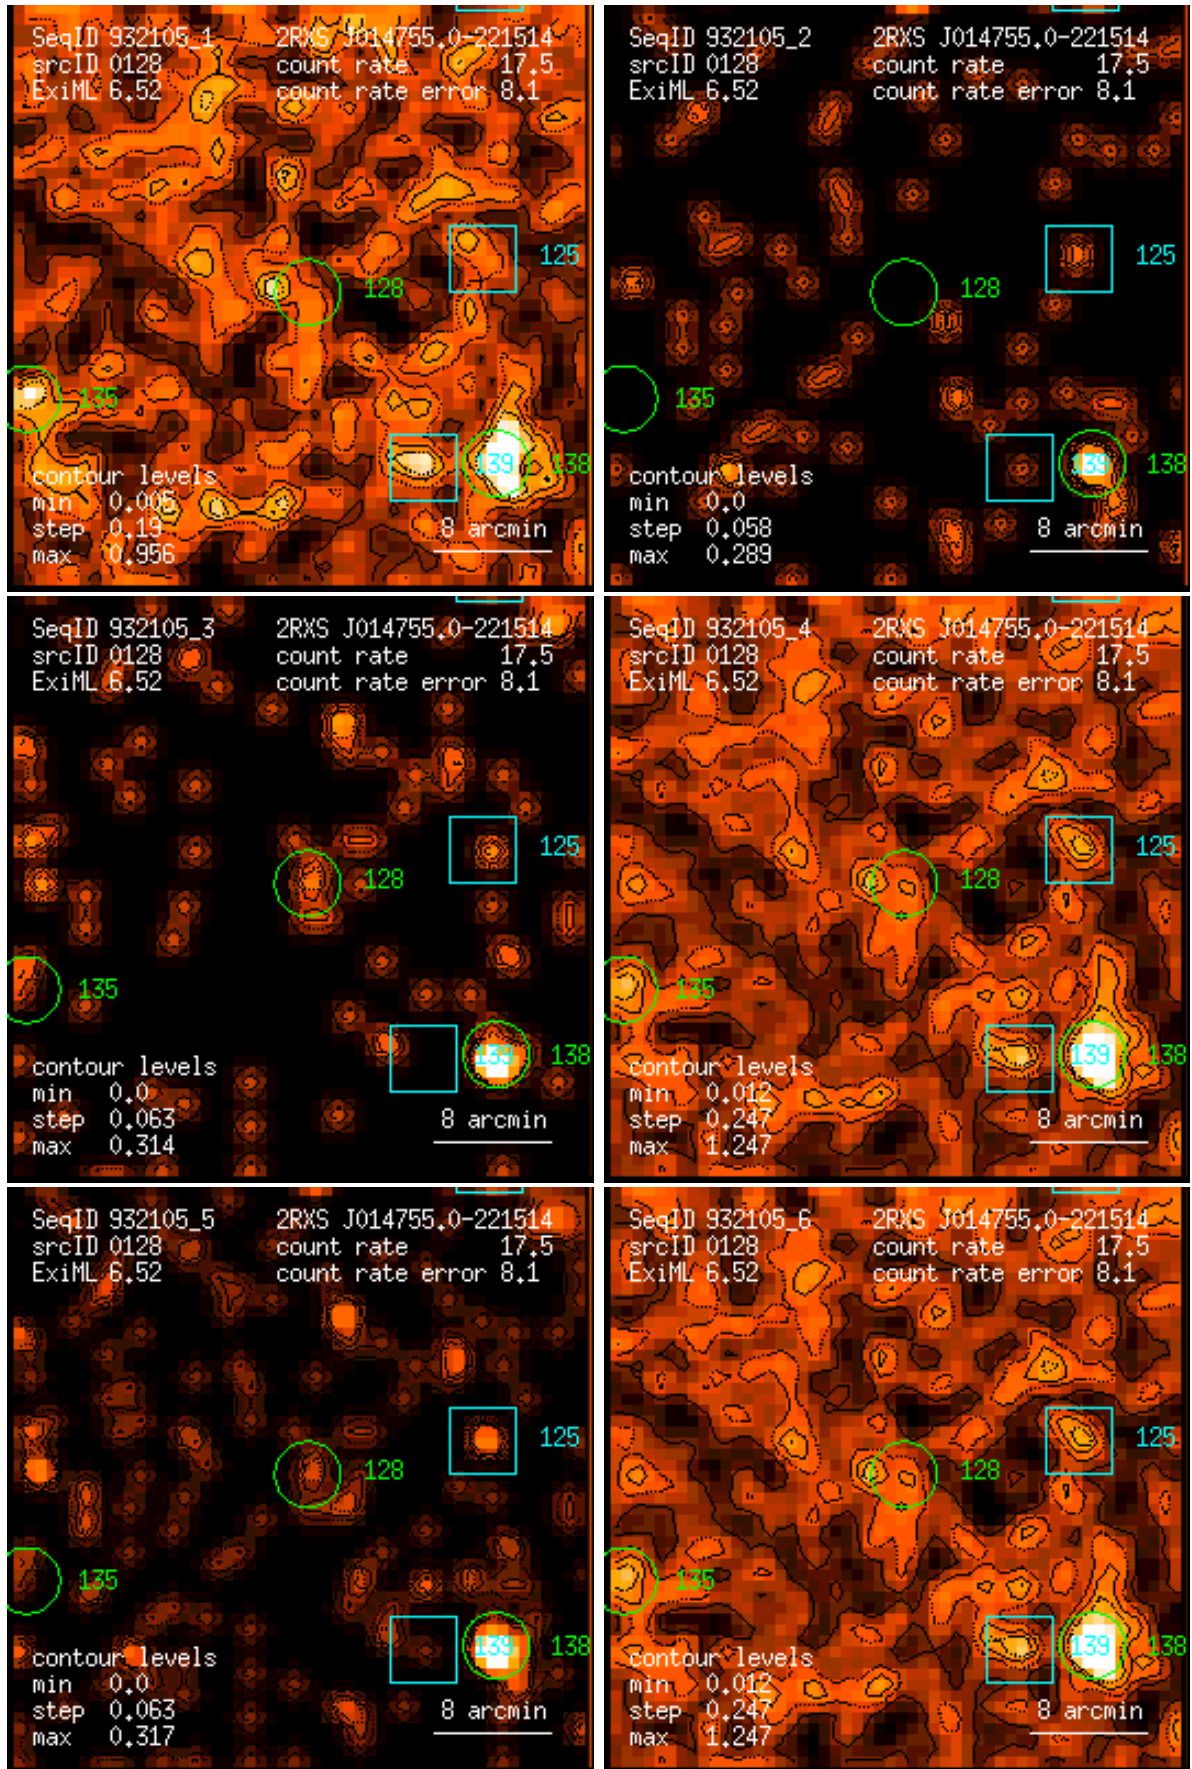 SeqID 932105_1 2RXS J014755.0-221514
srcID 0128 count rate 17.5
ExiML 6.52 count rate error 8.1
125
128
135
139 138
contour levels
min 0.005
step 0.19
max 0.956
8 arcmin
SeqID 932105_2 2RXS J014755.0-221514
srcID 0128 count rate 17.5
ExiML 6.52 count rate error 8.1
125
128
135
139 138
contour levels
min 0.0
step 0.058
max 0.289
8 arcmin
SeqID 932105_3 2RXS J014755.0-221514
srcID 0128 count rate 17.5
ExiML 6.52 count rate error 8.1
125
128
135
139 138
contour levels
min 0.0
step 0.063
max 0.314
8 arcmin
SeqID 932105_4 2RXS J014755.0-221514
srcID 0128 count rate 17.5
ExiML 6.52 count rate error 8.1
125
128
135
139 138
contour levels
min 0.012
step 0.247
max 1.247
8 arcmin
SeqID 932105_5 2RXS J014755.0-221514
srcID 0128 count rate 17.5
ExiML 6.52 count rate error 8.1
125
128
135
139 138
contour levels
min 0.0
step 0.063
max 0.317
8 arcmin
SeqID 932105_6 2RXS J014755.0-221514
srcID 0128 count rate 17.5
ExiML 6.52 count rate error 8.1
125
128
135
139 138
contour levels
min 0.012
step 0.247
max 1.247
8 arcmin